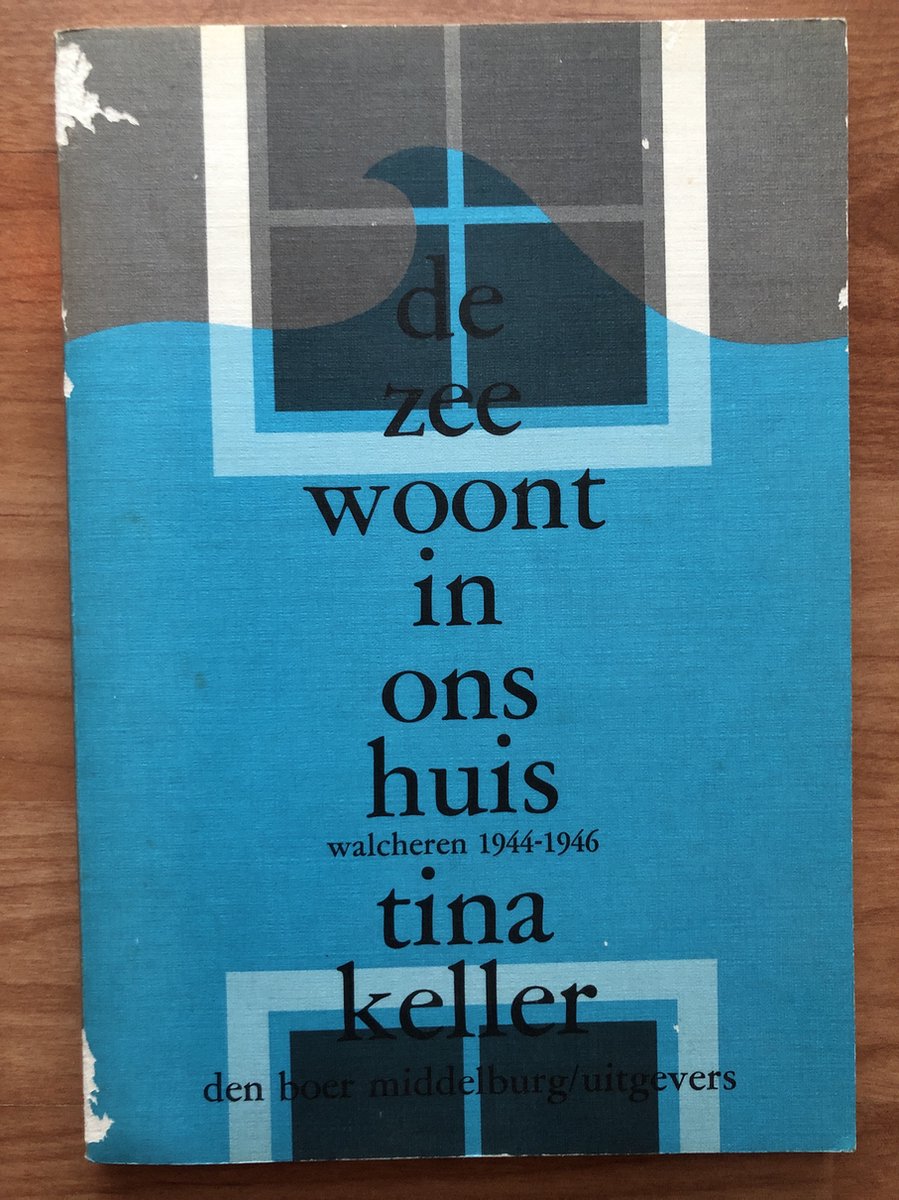 de
zee
woont
in
ons
huis
walcheren 1944-1946
tina
keller
den boer middelburg/uitgevers